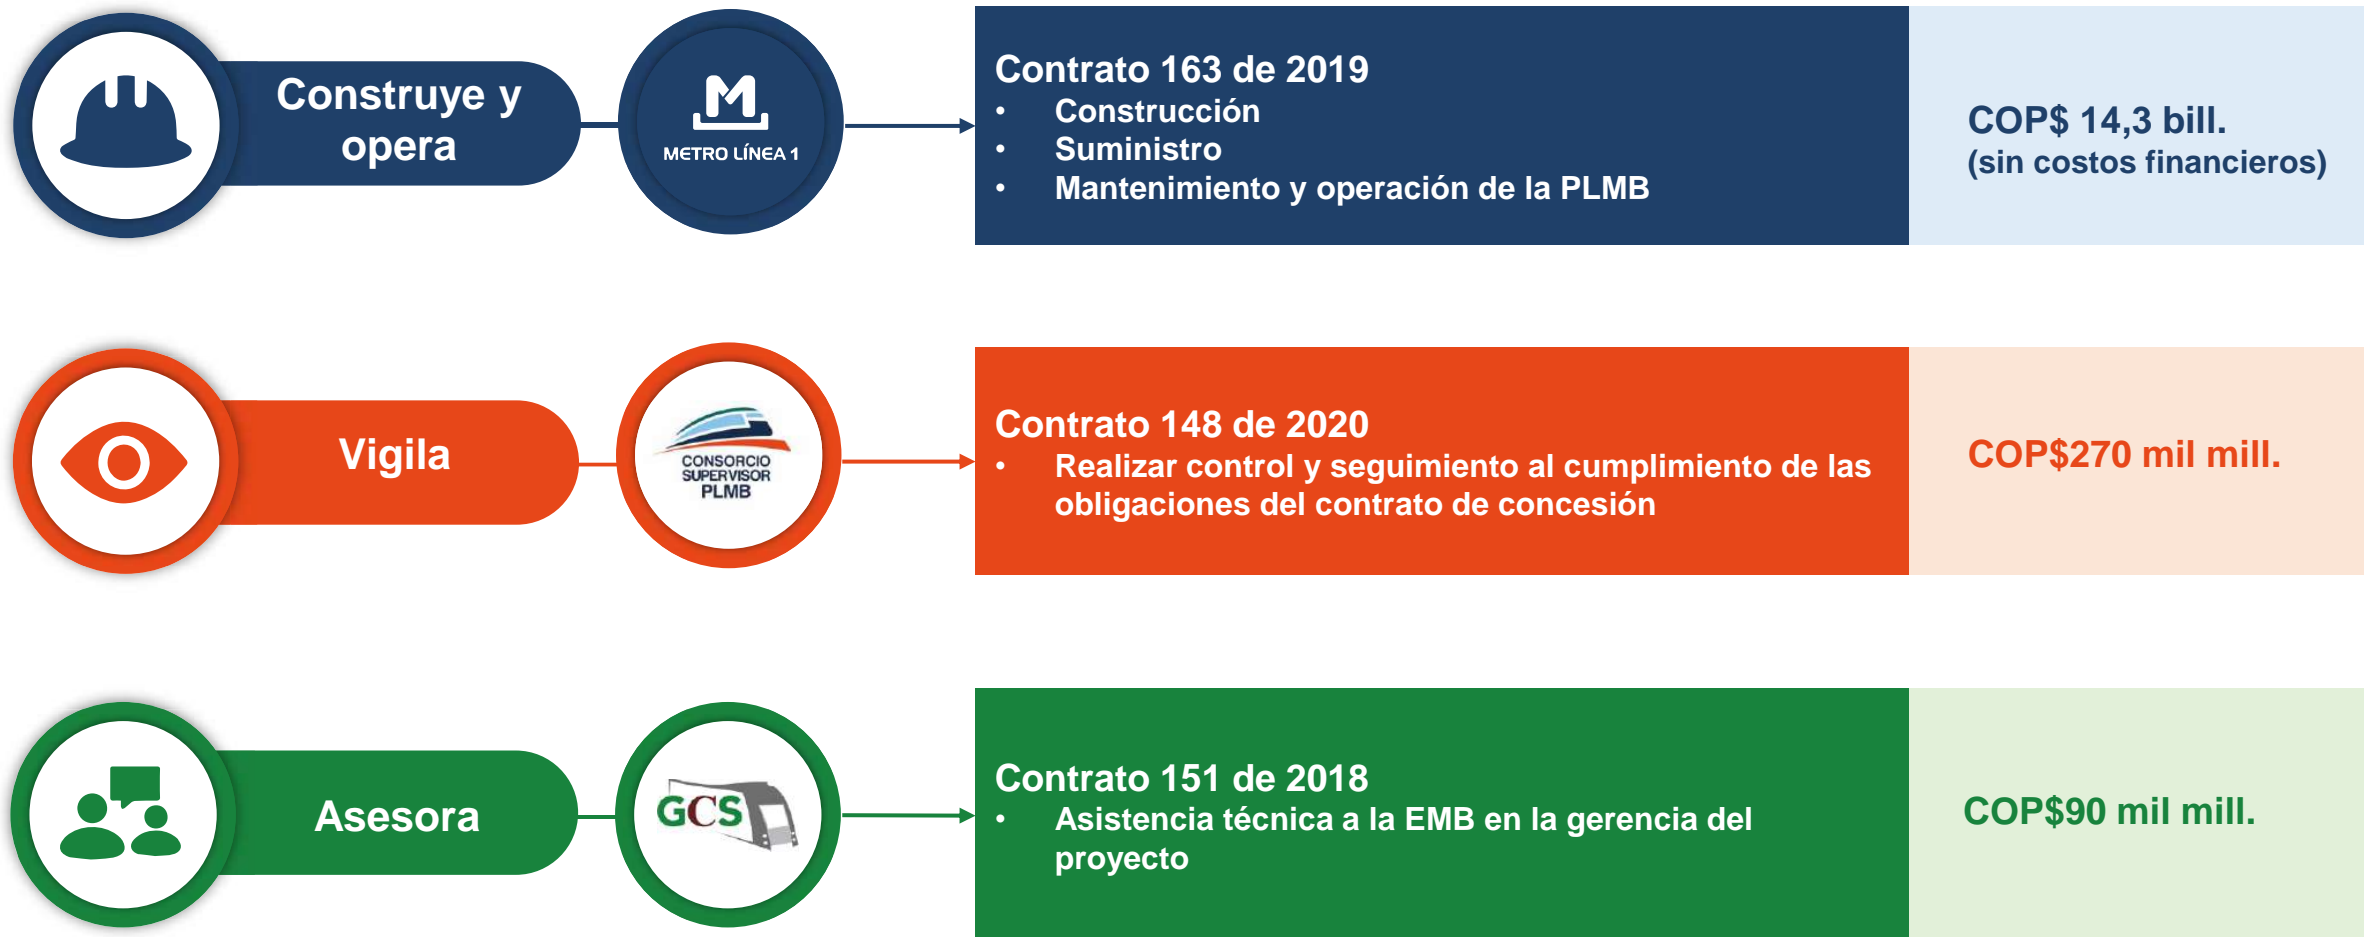 Construye y
opera
METRO LÍNEA 1
Contrato 163 de 2019
• Construcción
• Suministro
• Mantenimiento y operación de la PLMB
COP$ 14,3 bill.
(sin costos financieros)
Vigila
CONSORCIO
SUPERVISOR
PLMB
Contrato 148 de 2020
• Realizar control y seguimiento al cumplimiento de las
obligaciones del contrato de concesión
COP$270 mil mill.
Asesora
GCS
Contrato 151 de 2018
• Asistencia técnica a la EMB en la gerencia del
proyecto
COP$90 mil mill.